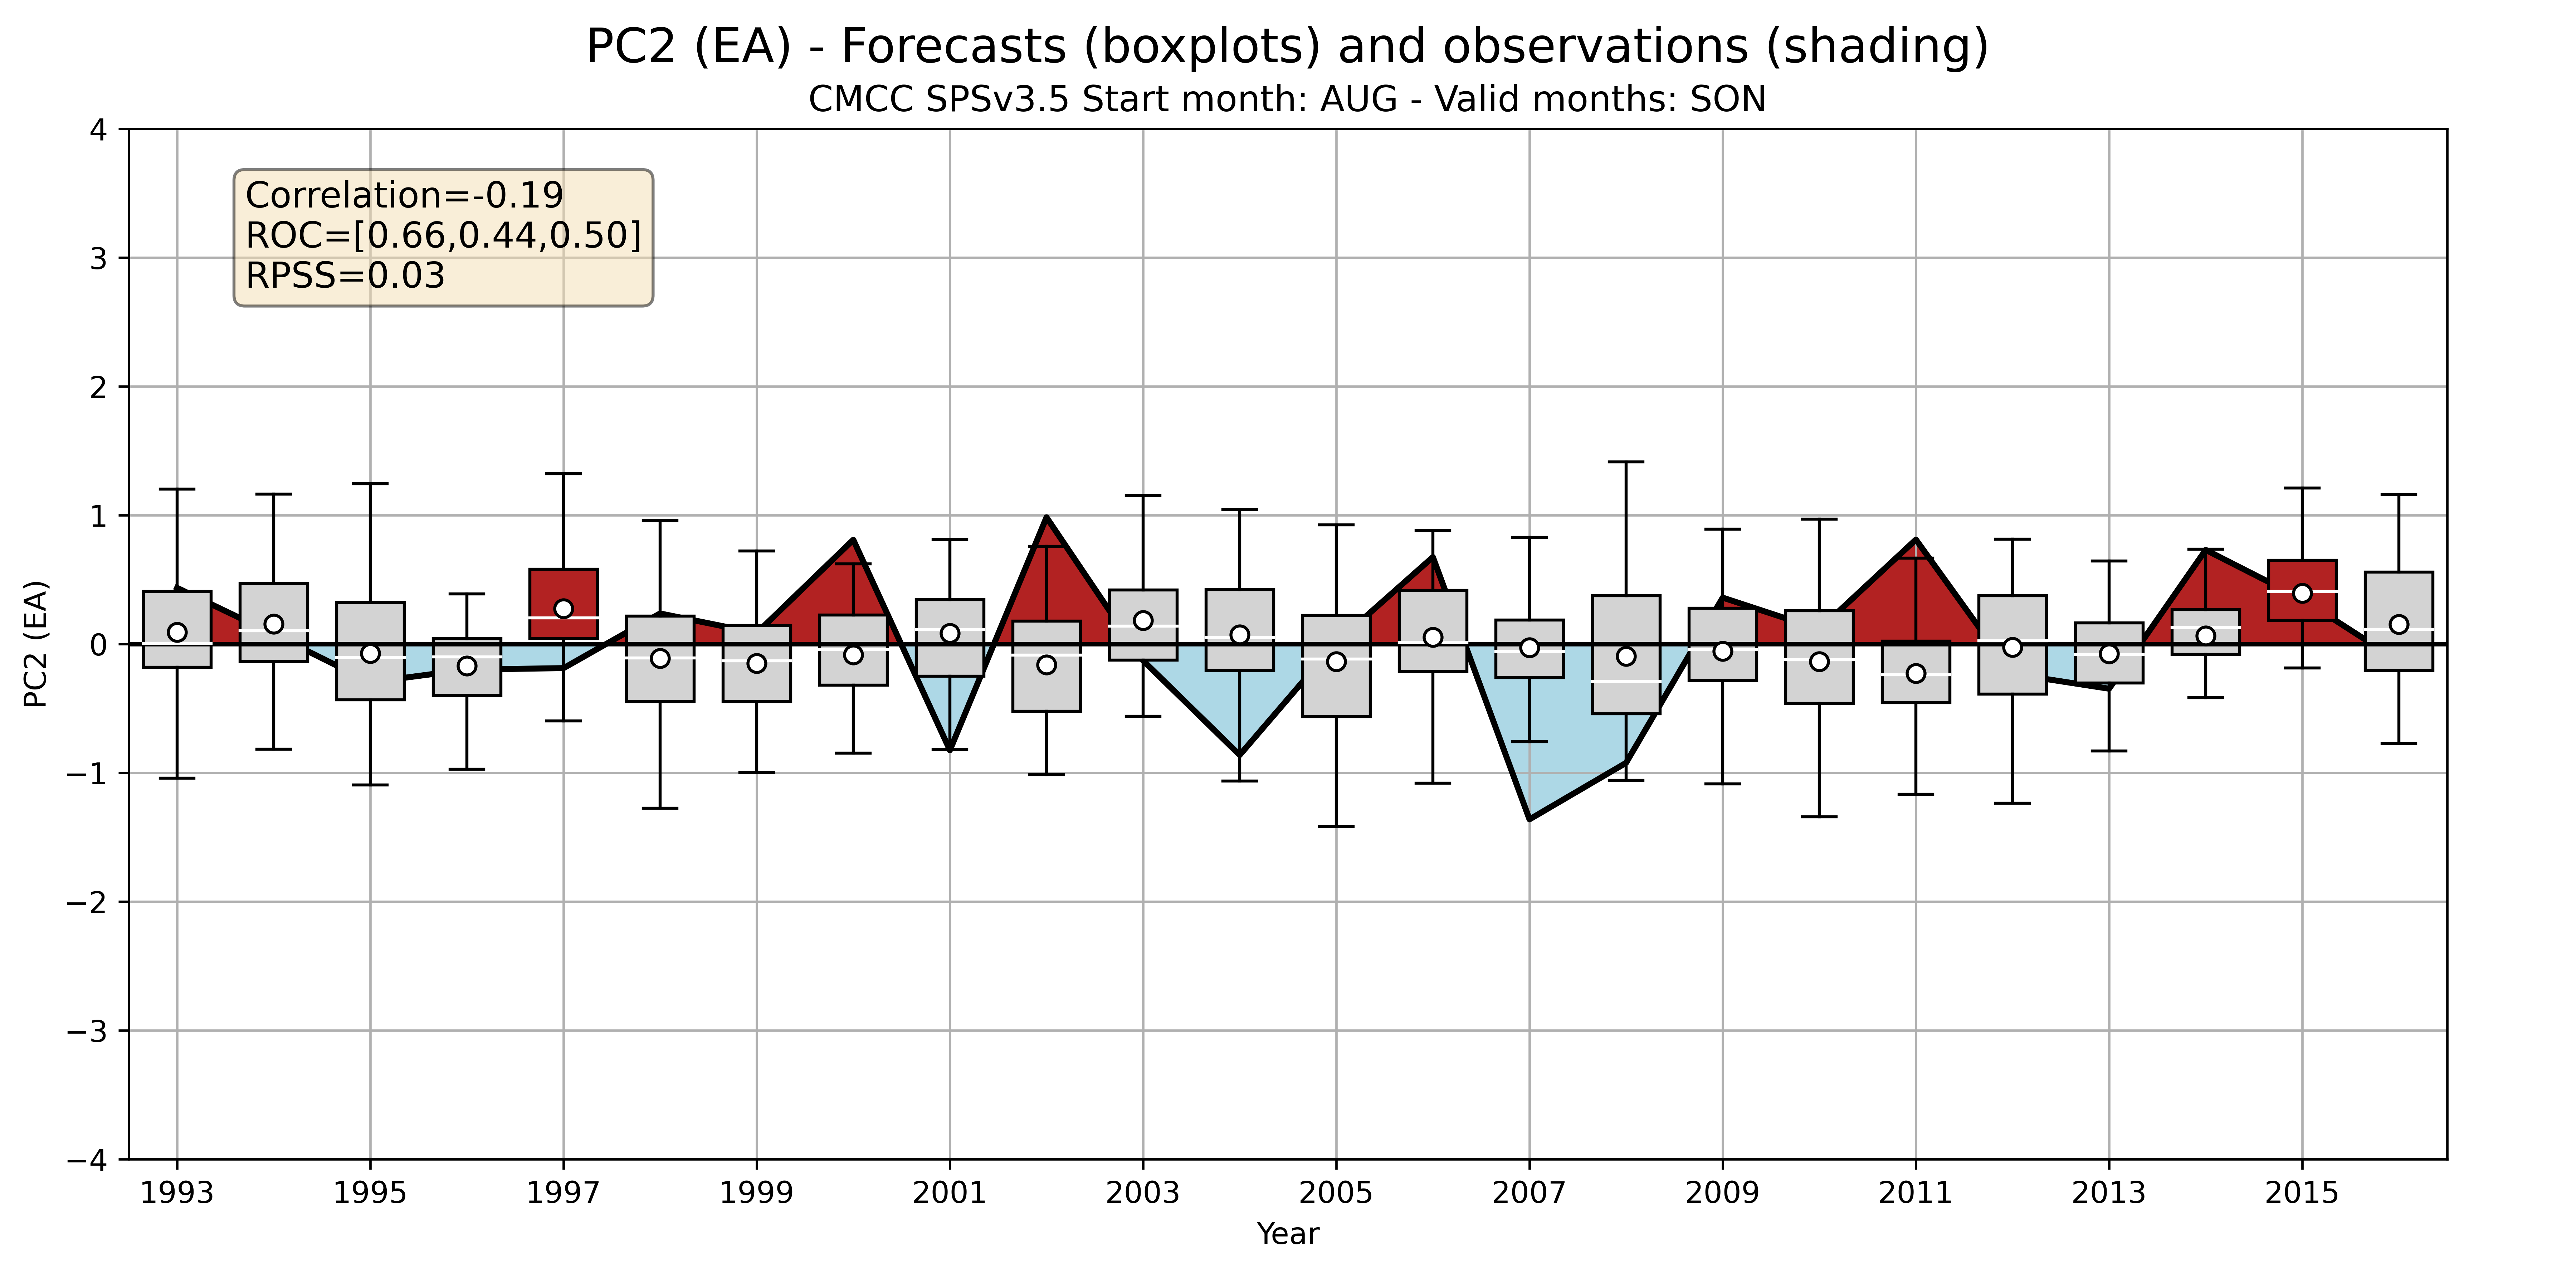 PC2 (EA) - Forecasts (boxplots) and observations (shading)
CMCC SPSv3.5 Start month: AUG - Valid months: SON
Correlation=-0.19
ROC=[0.66,0.44,0.50]
RPSS=0.03
PC2 (EA)
4
3
2
1
0
−1
−2
−3
−4
1993 1995 1997 1999 2001 2003 2005 2007 2009 2011 2013 2015
Year